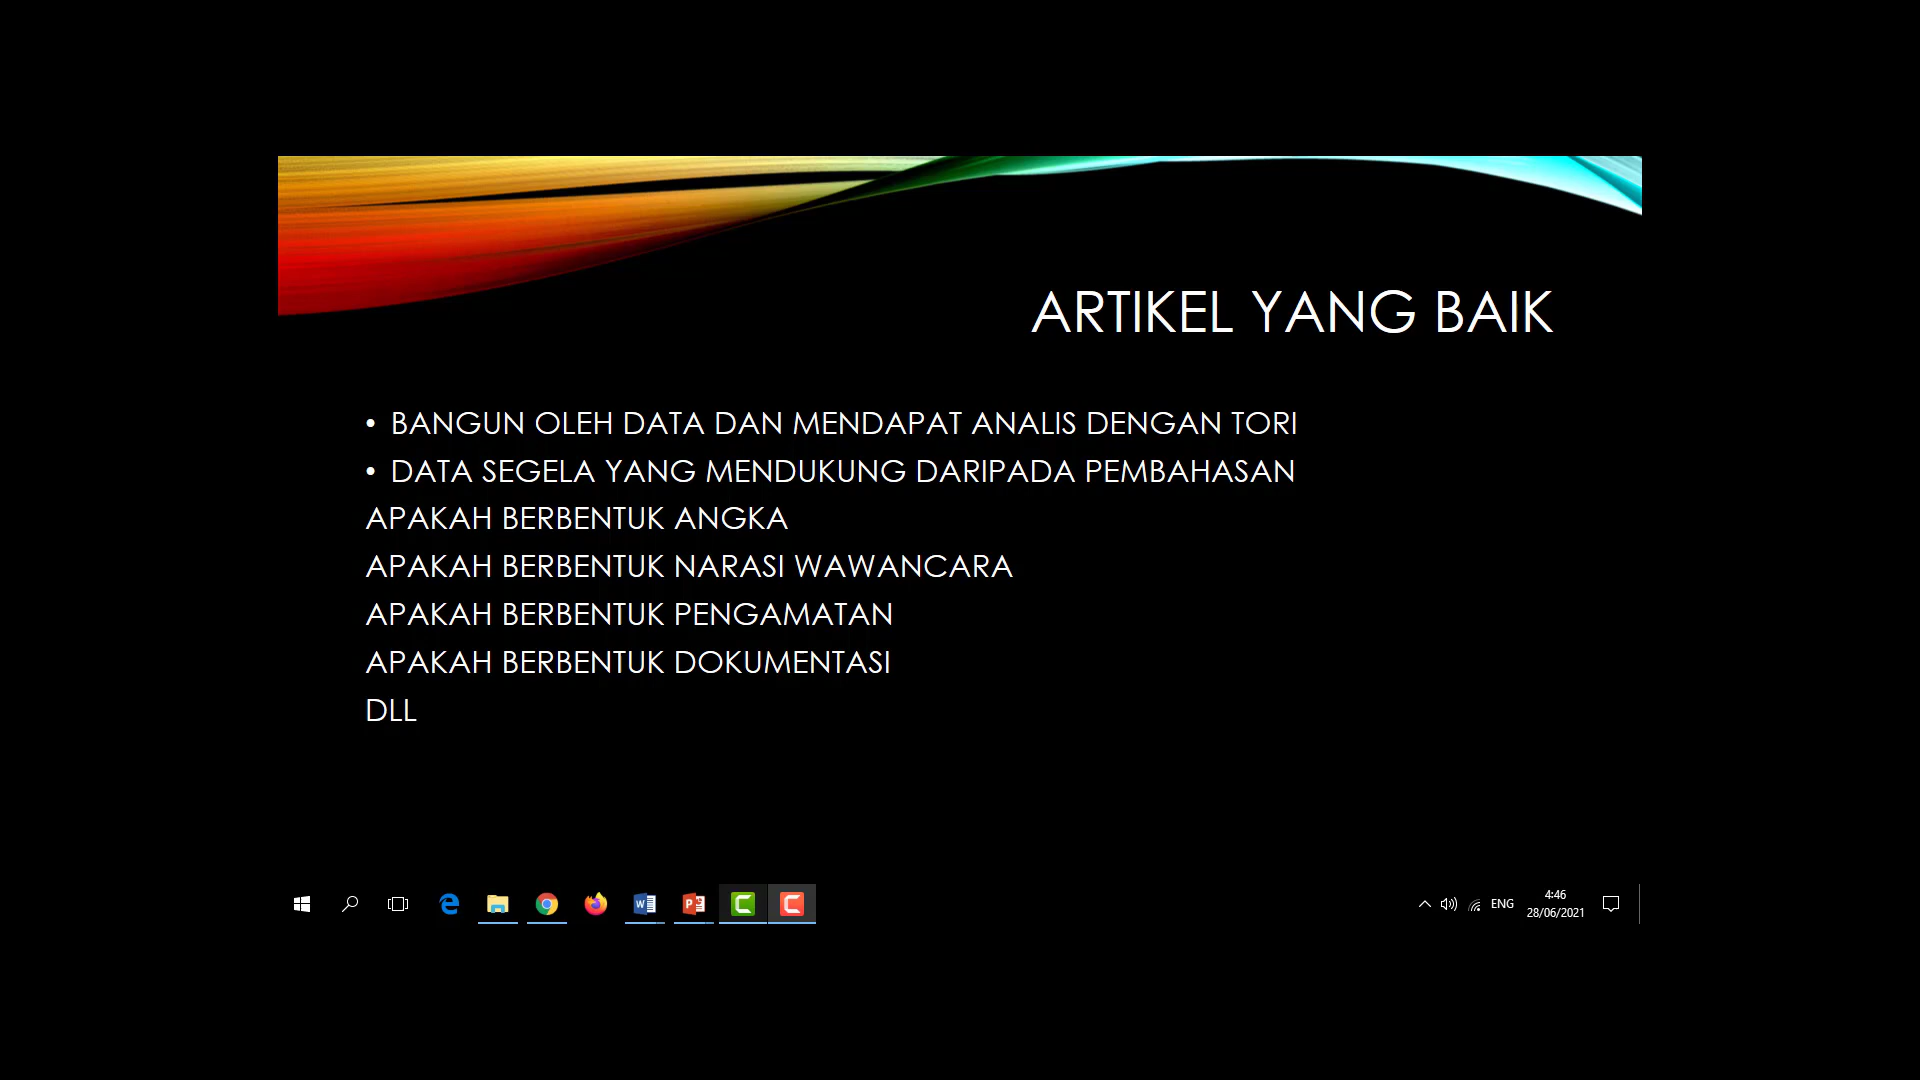 ARTIKEL YANG BAIK
• BANGUN OLEH DATA DAN MENDAPAT ANALIS DENGAN TORI
• DATA SEGELA YANG MENDUKUNG DARIPADA PEMBAHASAN
APAKAH BERBENTUK ANGKA
APAKAH BERBENTUK NARASI WAWANCARA
APAKAH BERBENTUK PENGAMATAN
APAKAH BERBENTUK DOKUMENTASI
DLL
ENG
4:46
28/06/2021